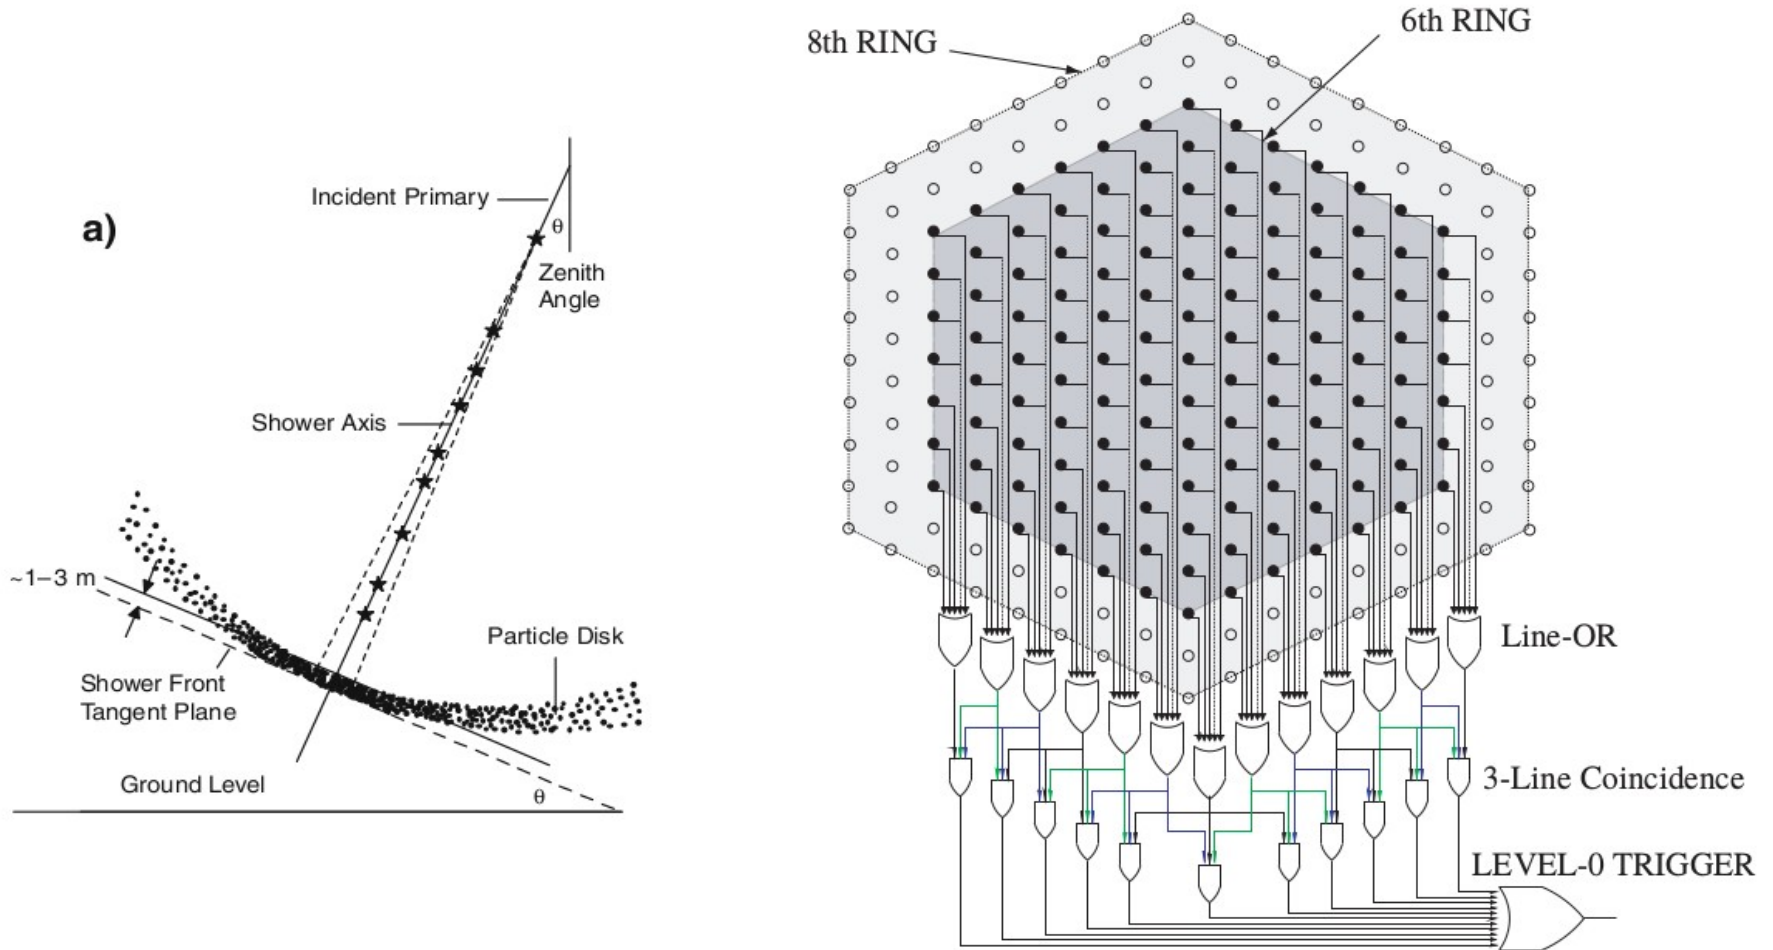 a)
Incident Primary
θ
Zenith
Angle
Shower Axis
~1–3 m
Particle Disk
Shower Front
Tangent Plane
Ground Level
θ
8th RING
6th RING
Line-OR
3-Line Coincidence
LEVEL-0 TRIGGER